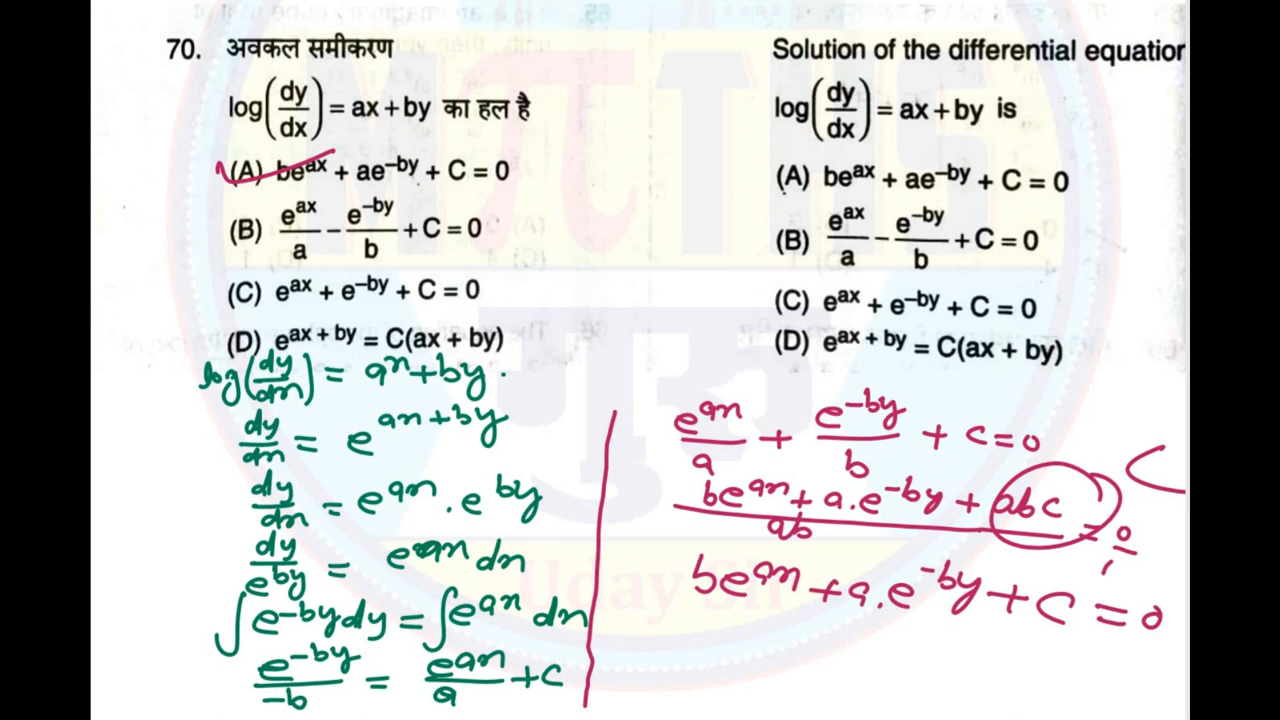 70. अवकल समीकरण
log(dy/dx) = ax + by का हल है
(A) be^ax + ae^–by + C = 0
(B) e^ax/a – e^–by/b + C = 0
(C) e^ax + e^–by + C = 0
(D) e^ax + by = C(ax + by)
Solution of the differential equation
log(dy/dx) = ax + by is
(A) be^ax + ae^–by + C = 0
(B) e^ax/a – e^–by/b + C = 0
(C) e^ax + e^–by + C = 0
(D) e^ax + by = C(ax + by)
log(dy/dx) = ax + by.
dy/dx = e^ax + by
dy/dx = e^ax . e^by
dy/e^by = e^ax dx
∫e^-by dy = ∫e^ax dx
e^-by/-b = e^ax/a + c
e^ax/a + e^-by/b + c = 0
be^ax + a.e^-by + abc/ab = 0/1
be^ax + a.e^-by + C = 0
C
Uday Sir